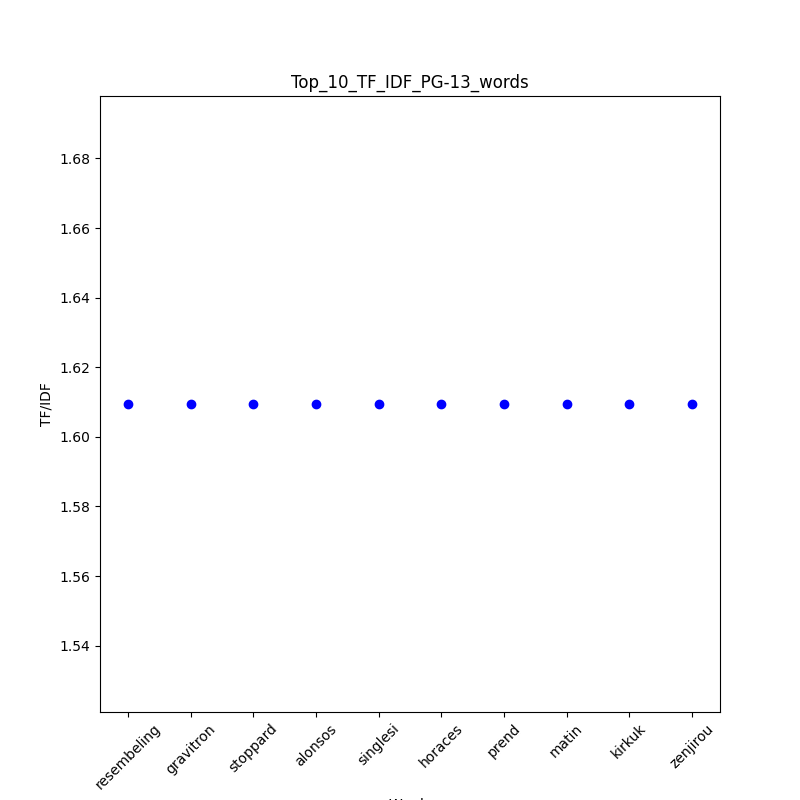 Top_10_TF_IDF_PG-13_words
TF/IDF
1.68
1.66
1.64
1.62
1.60
1.58
1.56
1.54
resembeling
gravitron
stoppard
alonsos
singlesi
horaces
prend
matin
kirkuk
zenjirou